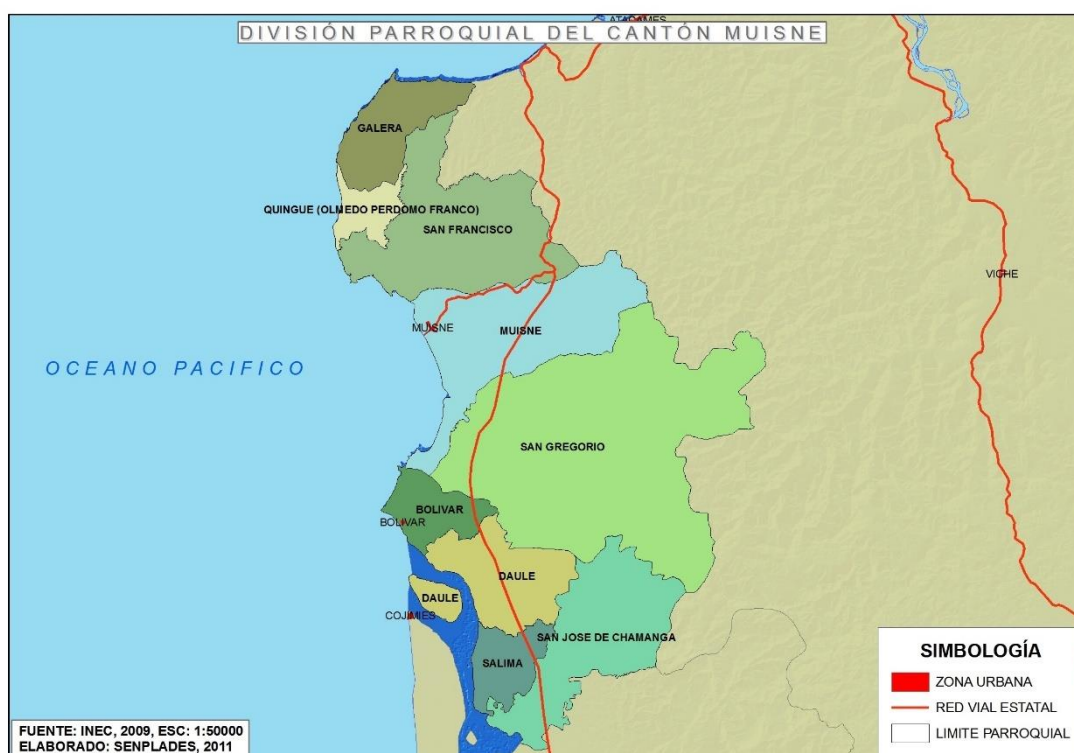 ATACAMES
DIVISIÓN PARROQUIAL DEL CANTÓN MUISNE
GALERA
QUINGUE (OLMEDO PERDOMO FRANCO)
SAN FRANCISCO
VICHE
MUISNE
MUISNE
OCEANO PACIFICO
SAN GREGORIO
BOLIVAR
BOLIVAR
DAULE
DAULE
COJIMIES
SAN JOSE DE CHAMANGA
SALIMA
SIMBOLOGÍA
ZONA URBANA
RED VIAL ESTATAL
LIMITE PARROQUIAL
FUENTE: INEC, 2009, ESC: 1:50000
ELABORADO: SENPLADES, 2011